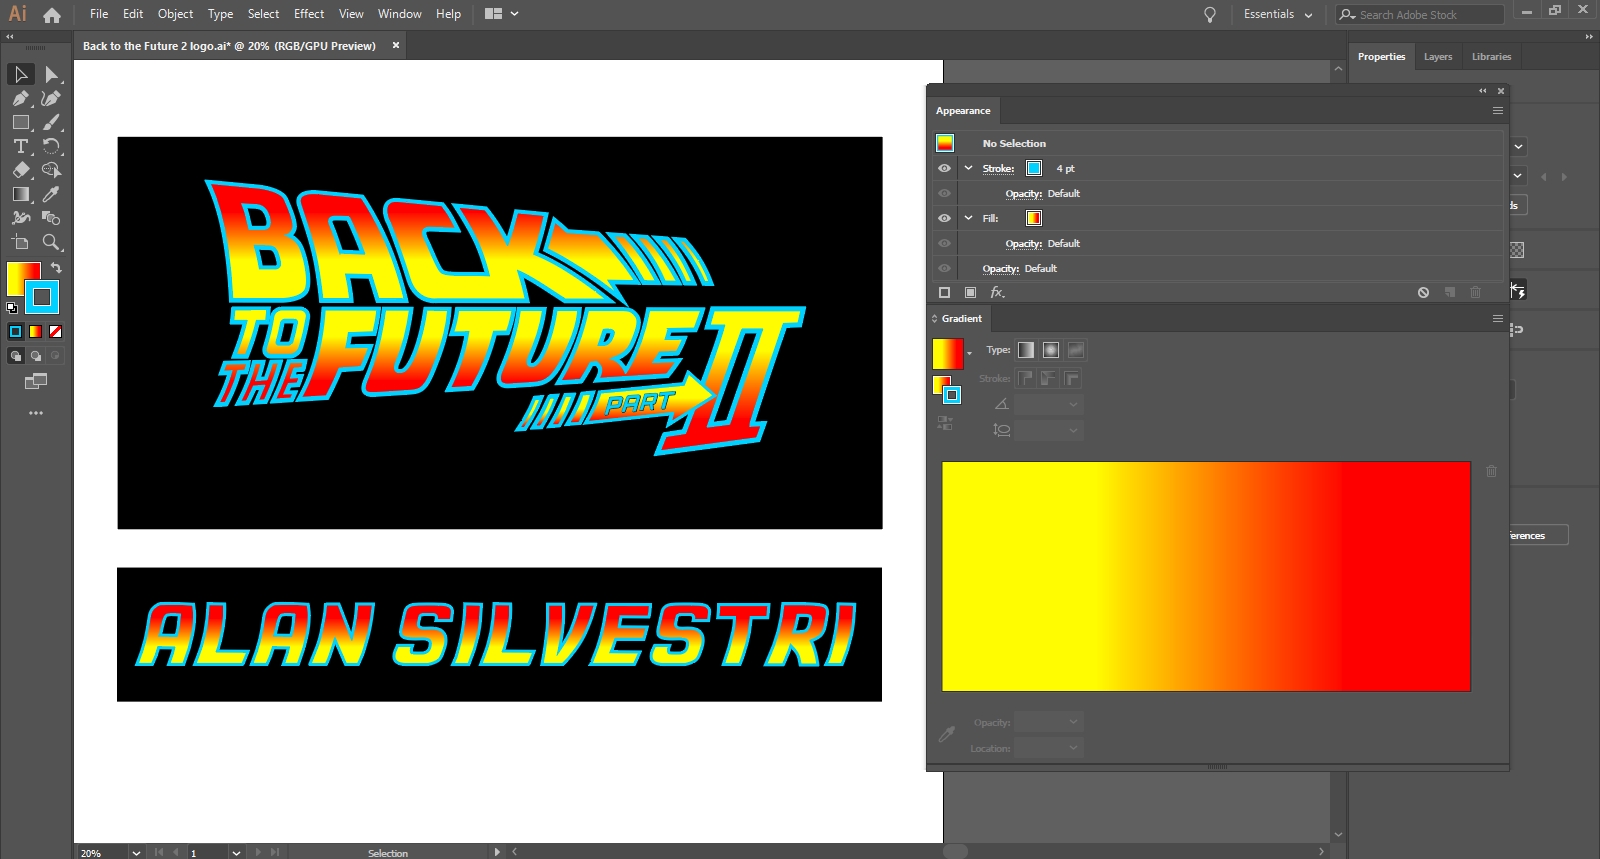 Ai File Edit Object Type Select Effect View Window Help Essentials Search Adobe Stock
Back to the Future 2 logo.ai* @ 20% (RGB/GPU Preview)
Properties Layers Libraries
Appearance
No Selection
Stroke: 4 pt
Opacity: Default
Fill:
Opacity: Default
Opacity: Default
fx.
BACK
TO
THE
FUTURE
II
PART
Gradient
Type:
Stroke:
ds
erences
ALAN SILVESTRI
Opacity:
Location:
20% 1 Selection